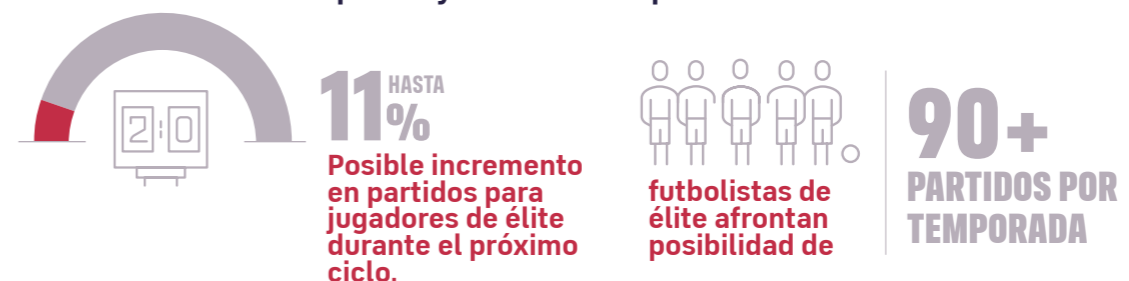 2:0
HASTA
11%
Posible incremento
en partidos para
jugadores de élite
durante el próximo
ciclo.
futbolistas de
élite afrontan
posibilidad de
90+
PARTIDOS POR
TEMPORADA